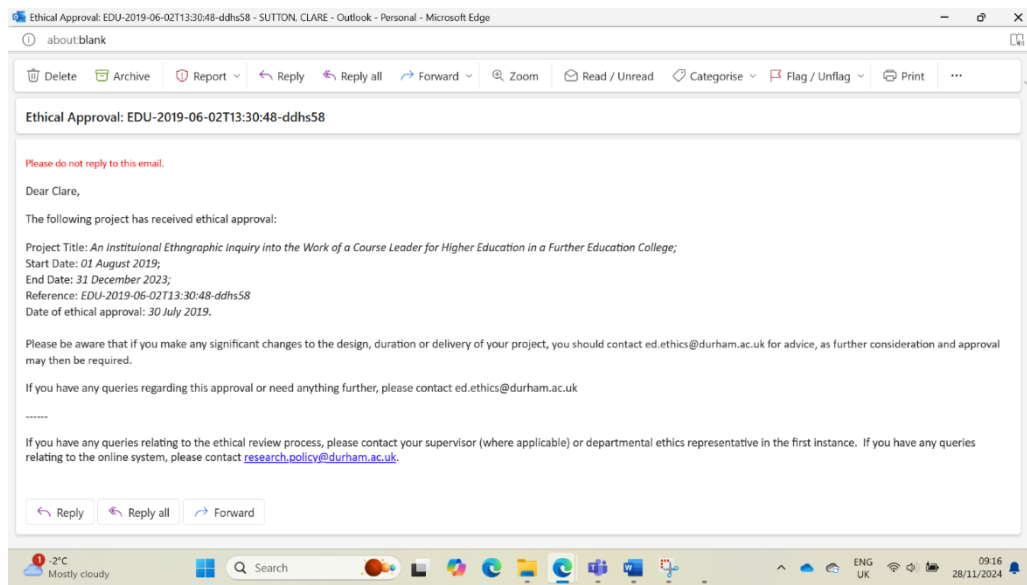 Ethical Approval: EDU-2019-06-02T13:30:48-ddhs58 - SUTTON, CLARE - Outlook - Personal - Microsoft Edge
about:blank
Delete Archive Report Reply Reply all Forward Zoom Read / Unread Categorise Flag / Unflag Print ...
Ethical Approval: EDU-2019-06-02T13:30:48-ddhs58
Please do not reply to this email.
Dear Clare,
The following project has received ethical approval:
Project Title: An Instituional Ethngraphic Inquiry into the Work of a Course Leader for Higher Education in a Further Education College;
Start Date: 01 August 2019;
End Date: 31 December 2023;
Reference: EDU-2019-06-02T13:30:48-ddhs58
Date of ethical approval: 30 July 2019.
Please be aware that if you make any significant changes to the design, duration or delivery of your project, you should contact ed.ethics@durham.ac.uk for advice, as further consideration and approval
may then be required.
If you have any queries regarding this approval or need anything further, please contact ed.ethics@durham.ac.uk
------
If you have any queries relating to the ethical review process, please contact your supervisor (where applicable) or departmental ethics representative in the first instance. If you have any queries
relating to the online system, please contact research.policy@durham.ac.uk.
Reply Reply all Forward
1 -2°C
Mostly cloudy
Search
ENG
UK
09:16
28/11/2024